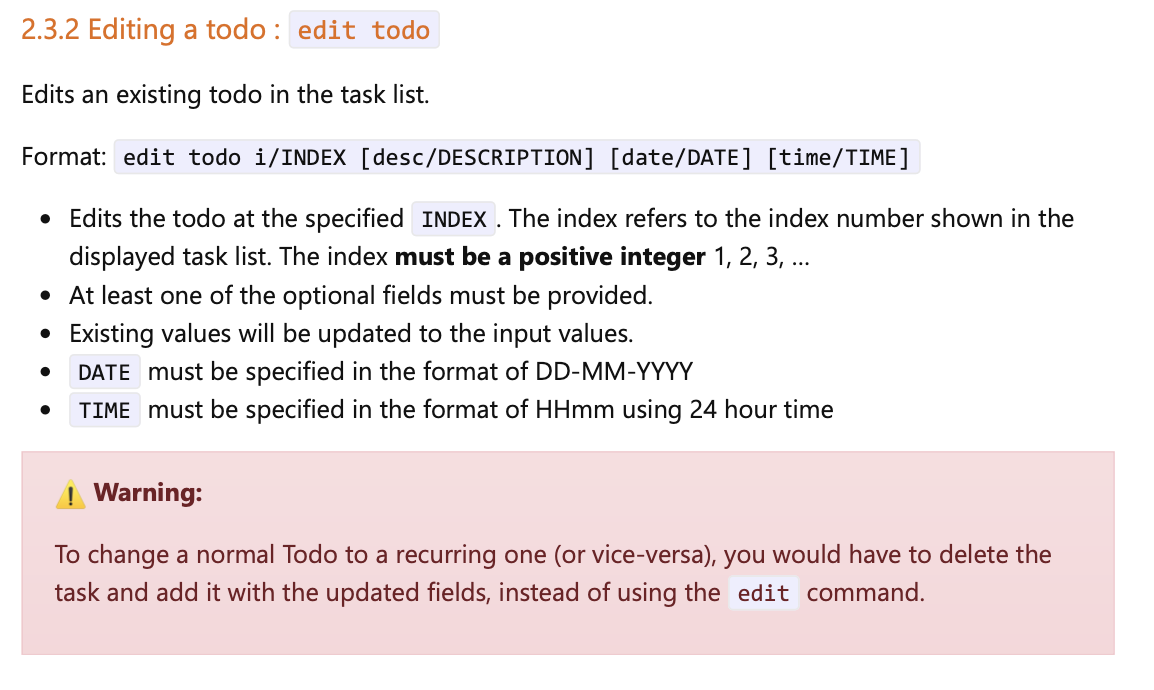 2.3.2 Editing a todo : edit todo
Edits an existing todo in the task list.
Format: edit todo i/INDEX [desc/DESCRIPTION] [date/DATE] [time/TIME]
• Edits the todo at the specified INDEX. The index refers to the index number shown in the
displayed task list. The index must be a positive integer 1, 2, 3, …
• At least one of the optional fields must be provided.
• Existing values will be updated to the input values.
• DATE must be specified in the format of DD-MM-YYYY
• TIME must be specified in the format of HHmm using 24 hour time
⚠️ Warning:
To change a normal Todo to a recurring one (or vice-versa), you would have to delete the
task and add it with the updated fields, instead of using the edit command.